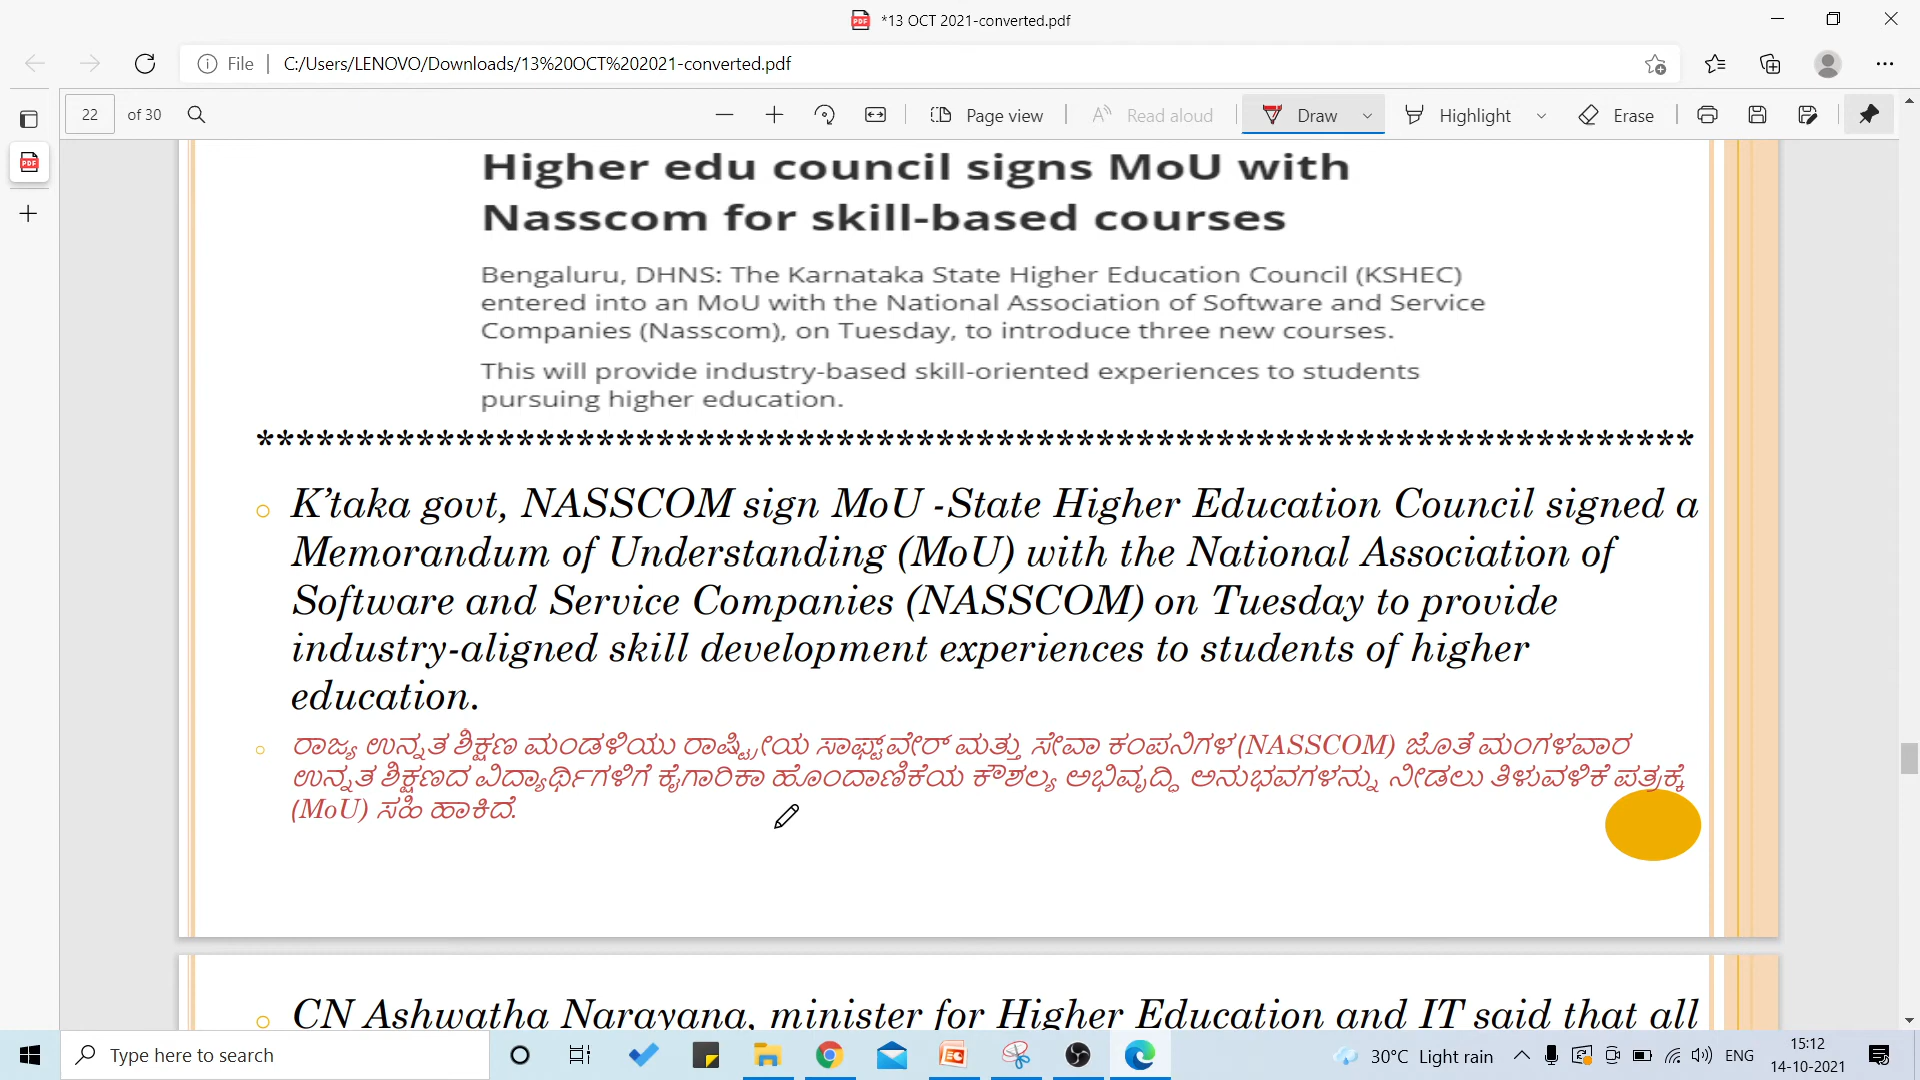 *13 OCT 2021-converted.pdf
File
C:/Users/LENOVO/Downloads/13%20OCT%202021-converted.pdf
22 of 30
Page view
Read aloud
Draw
Highlight
Erase
Higher edu council signs MoU with
Nasscom for skill-based courses
Bengaluru, DHNS: The Karnataka State Higher Education Council (KSHEC)
entered into an MoU with the National Association of Software and Service
Companies (Nasscom), on Tuesday, to introduce three new courses.
This will provide industry-based skill-oriented experiences to students
pursuing higher education.
************************************************************************
K’taka govt, NASSCOM sign MoU -State Higher Education Council signed a
Memorandum of Understanding (MoU) with the National Association of
Software and Service Companies (NASSCOM) on Tuesday to provide
industry-aligned skill development experiences to students of higher
education.
ರಾಜ್ಯ ಉನ್ನತ ಶಿಕ್ಷಣ ಮಂಡಳಿಯು ರಾಷ್ಟ್ರೀಯ ಸಾಫ್ಟ್‌ವೇರ್ ಮತ್ತು ಸೇವಾ ಕಂಪನಿಗಳ (NASSCOM) ಜೊತೆ ಮಂಗಳವಾರ
ಉನ್ನತ ಶಿಕ್ಷಣದ ವಿದ್ಯಾರ್ಥಿಗಳಿಗೆ ಕೈಗಾರಿಕಾ ಹೊಂದಾಣಿಕೆಯ ಕೌಶಲ್ಯ ಅಭಿವೃದ್ಧಿ ಅನುಭವಗಳನ್ನು ನೀಡಲು ತಿಳುವಳಿಕೆ ಪತ್ರಕ್ಕೆ
(MoU) ಸಹಿ ಹಾಕಿದೆ.
CN Ashwatha Narayana, minister for Higher Education and IT said that all
Type here to search
30°C Light rain
ENG
15:12
14-10-2021